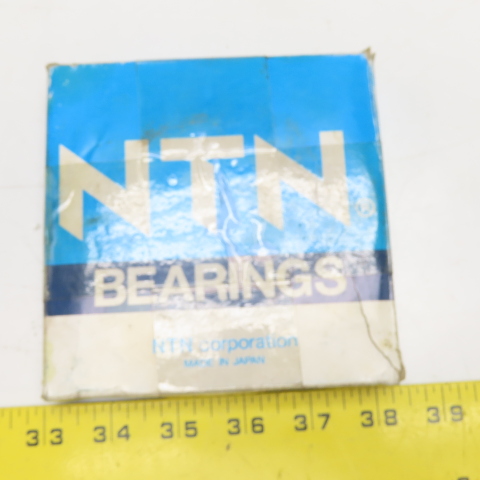 NTN
BEARINGS
NTN corporation
MADE IN JAPAN
33 34 35 36 37 38 39